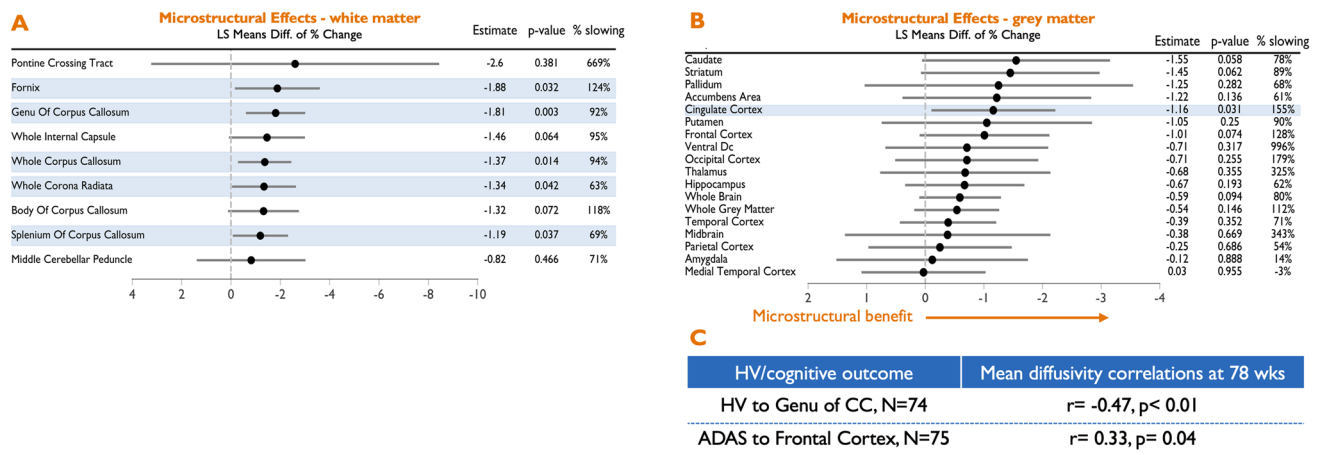 A
Microstructural Effects - white matter
LS Means Diff. of % Change
Estimate p-value % slowing
Pontine Crossing Tract -2.6 0.381 669%
Fornix -1.88 0.032 124%
Genu Of Corpus Callosum -1.81 0.003 92%
Whole Internal Capsule -1.46 0.064 95%
Whole Corpus Callosum -1.37 0.014 94%
Whole Corona Radiata -1.34 0.042 63%
Body Of Corpus Callosum -1.32 0.072 118%
Splenium Of Corpus Callosum -1.19 0.037 69%
Middle Cerebellar Peduncle -0.82 0.466 71%
4 2 0 -2 -4 -6 -8 -10
B
Microstructural Effects - grey matter
LS Means Diff. of % Change
Estimate p-value % slowing
Caudate -1.55 0.058 78%
Striatum -1.45 0.062 89%
Pallidum -1.25 0.282 68%
Accumbens Area -1.22 0.136 61%
Cingulate Cortex -1.16 0.031 155%
Putamen -1.05 0.25 90%
Frontal Cortex -1.01 0.074 128%
Ventral Dc -0.71 0.317 996%
Occipital Cortex -0.71 0.255 179%
Thalamus -0.68 0.355 325%
Hippocampus -0.67 0.193 62%
Whole Brain -0.59 0.094 80%
Whole Grey Matter -0.54 0.146 112%
Temporal Cortex -0.39 0.352 71%
Midbrain -0.38 0.669 343%
Parietal Cortex -0.25 0.686 54%
Amygdala -0.12 0.888 14%
Medial Temporal Cortex 0.03 0.955 -3%
2 1 0 -1 -2 -3 -4
Microstructural benefit
C
HV/cognitive outcome Mean diffusivity correlations at 78 wks
HV to Genu of CC, N=74 r= -0.47, p< 0.01
ADAS to Frontal Cortex, N=75 r= 0.33, p= 0.04